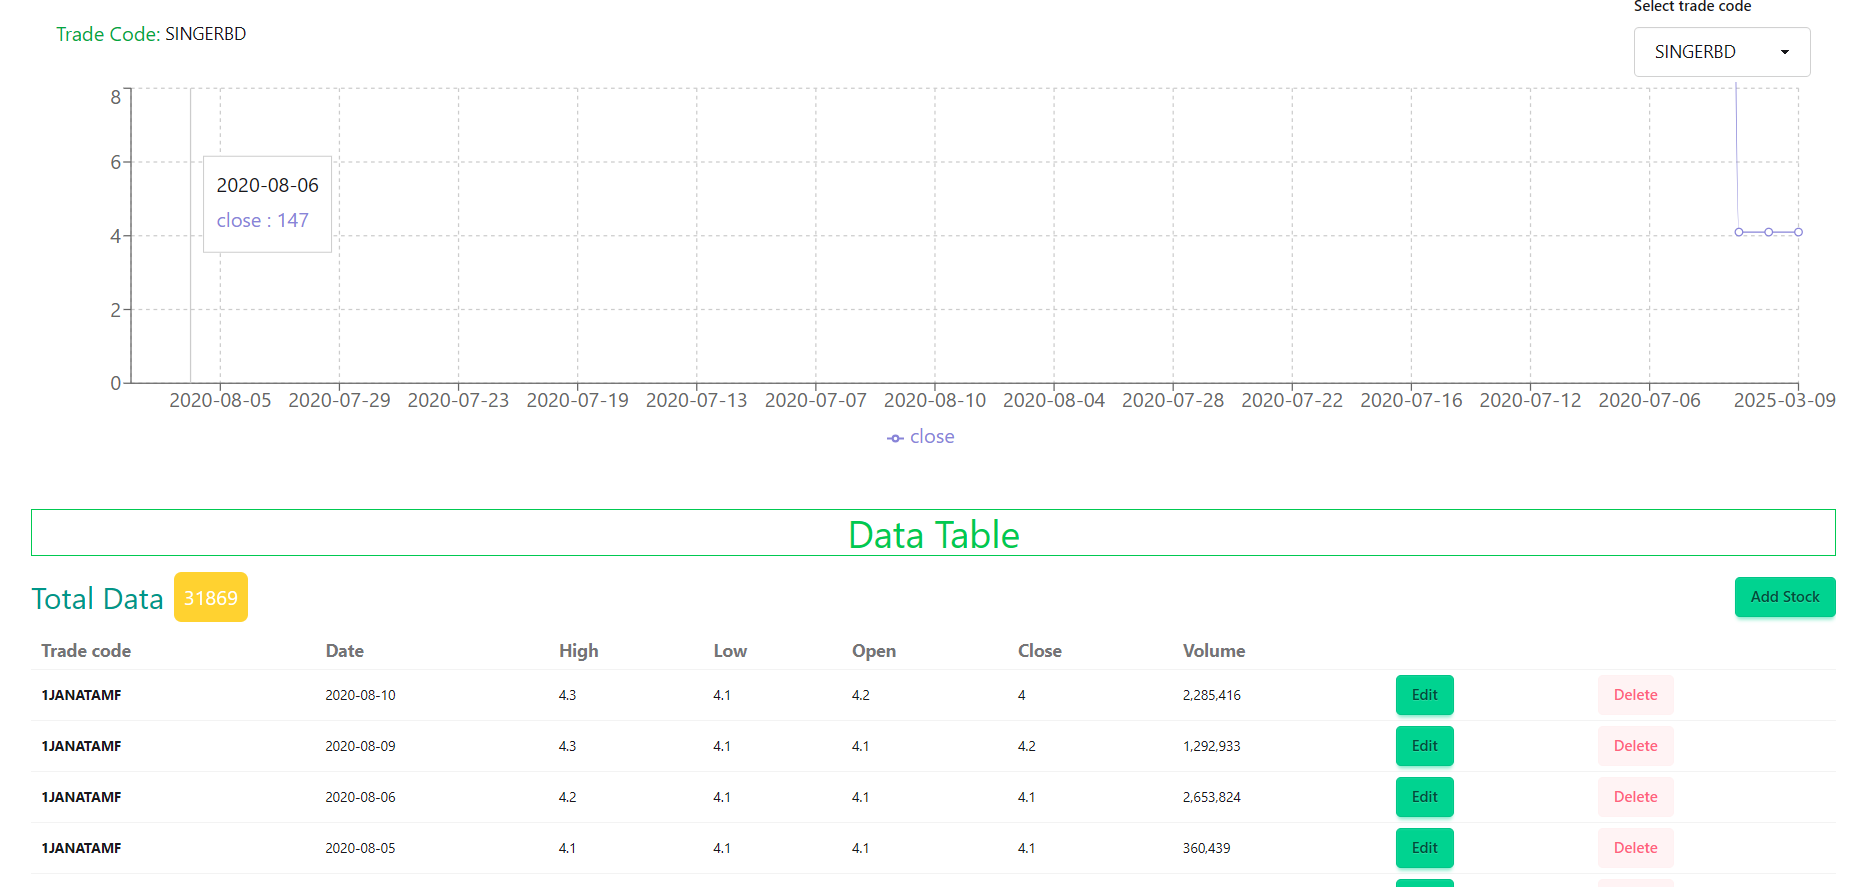 Select trade code
Trade Code: SINGERBD
SINGERBD
8
6
4
2
0
2020-08-06
close : 147
2020-08-05 2020-07-29 2020-07-23 2020-07-19 2020-07-13 2020-07-07 2020-08-10 2020-08-04 2020-07-28 2020-07-22 2020-07-16 2020-07-12 2020-07-06 2025-03-09
close
Data Table
Total Data 31869
Add Stock
Trade code Date High Low Open Close Volume
1JANATAMF 2020-08-10 4.3 4.1 4.2 4 2,285,416 Edit Delete
1JANATAMF 2020-08-09 4.3 4.1 4.1 4.2 1,292,933 Edit Delete
1JANATAMF 2020-08-06 4.2 4.1 4.1 4.1 2,653,824 Edit Delete
1JANATAMF 2020-08-05 4.1 4.1 4.1 4.1 360,439 Edit Delete